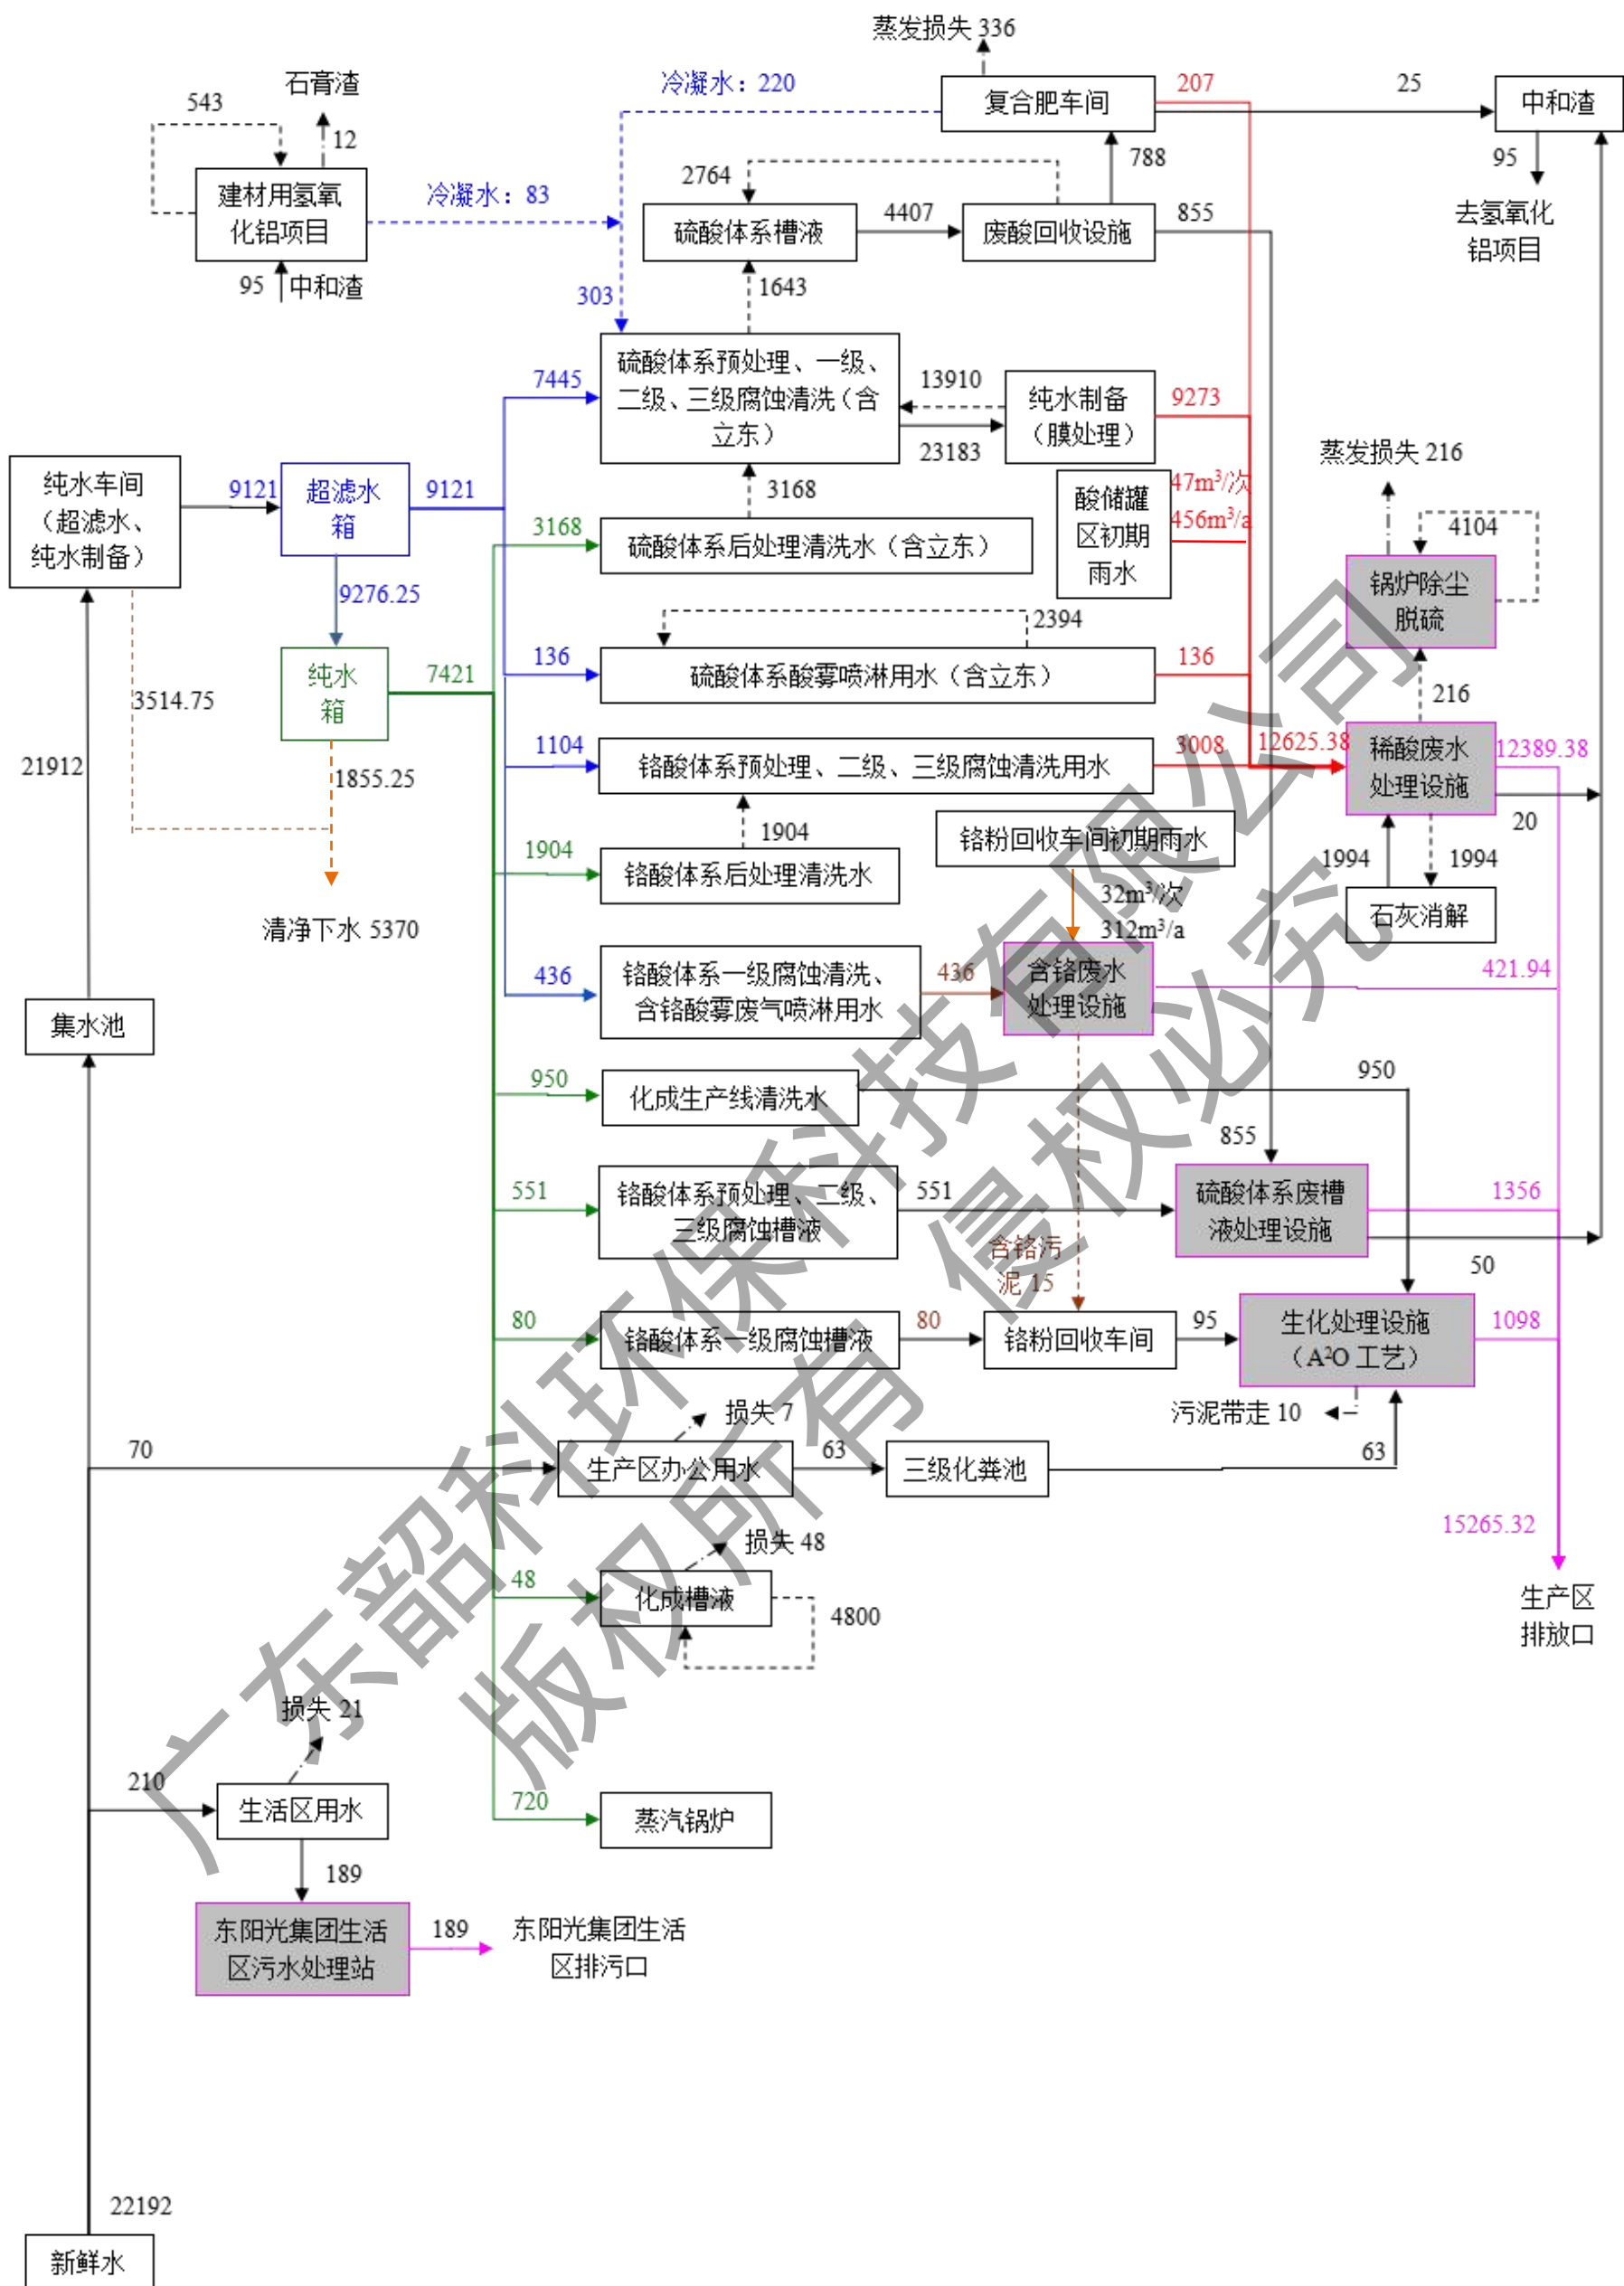 蒸发损失 336
石膏渣
543
12
冷凝水：220
复合肥车间
207
25
中和渣
建材用氢氧
化铝项目
冷凝水：83
95
中和渣
2764
788
95
硫酸体系槽液
4407
废酸回收设施
855
去氢氧化
铝项目
303
1643
硫酸体系预处理、一级、
二级、三级腐蚀清洗（含
立东）
7445
13910
23183
纯水制备
（膜处理）
9273
蒸发损失 216
纯水车间
（超滤水、
纯水制备）
9121
超滤水
箱
9121
3168
酸储罐
区初期
雨水
47m³/次
456m³/a
4104
3168
硫酸体系后处理清洗水（含立东）
锅炉除尘
脱硫
9276.25
2394
136
硫酸体系酸雾喷淋用水（含立东）
136
纯水
箱
7421
216
3514.75
1104
铬酸体系预处理、二级、三级腐蚀清洗用水
3008
12625.38
稀酸废水
处理设施
12389.38
21912
1855.25
1904
铬粉回收车间初期雨水
20
1904
铬酸体系后处理清洗水
1994
1994
32m³/次
312m³/a
石灰消解
清净下水 5370
436
铬酸体系一级腐蚀清洗、
含铬酸雾废气喷淋用水
436
含铬废水
处理设施
421.94
集水池
950
化成生产线清洗水
950
855
551
铬酸体系预处理、二级、
三级腐蚀槽液
551
硫酸体系废槽
液处理设施
1356
含铬污
泥 15
50
80
铬酸体系一级腐蚀槽液
80
铬粉回收车间
95
生化处理设施
（A²O 工艺）
1098
损失 7
污泥带走 10
70
生产区办公用水
63
三级化粪池
63
15265.32
损失 48
48
化成槽液
4800
生产区
排放口
损失 21
210
生活区用水
720
蒸汽锅炉
189
东阳光集团生活
区污水处理站
189
东阳光集团生活
区排污口
22192
新鲜水
广东韶科环保科技有限公司
版权所有 侵权必究